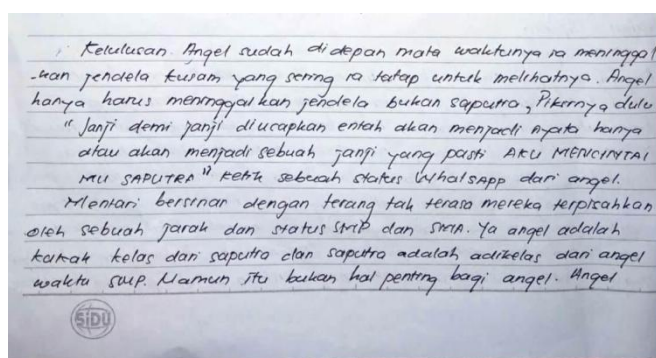 Kelulusan. Angel sudah didepan mata waktunya ia meninggal
-kan jendela kusam yang sering ia tatap untuk melihatnya. Angel
hanya harus meninggalkan jendela bukan saputra, Pikirnya dulu
"Janji demi janji diucapkan entah akan menjadi nyata hanya
atau akan menjadi sebuah janji yang pasti AKU MENCINTAI
MU SAPUTRA" Ketik sebuah status WhatsApp dari angel.
Mentari bersinar dengan terang tak terasa mereka terpisahkan
oleh sebuah jarak dan status SMP dan SMA. Ya angel adalah
kakak kelas dari saputra dan saputra adalah adikelas dari angel
waktu SMP. Namun itu bukan hal penting bagi angel. Angel
SIDU